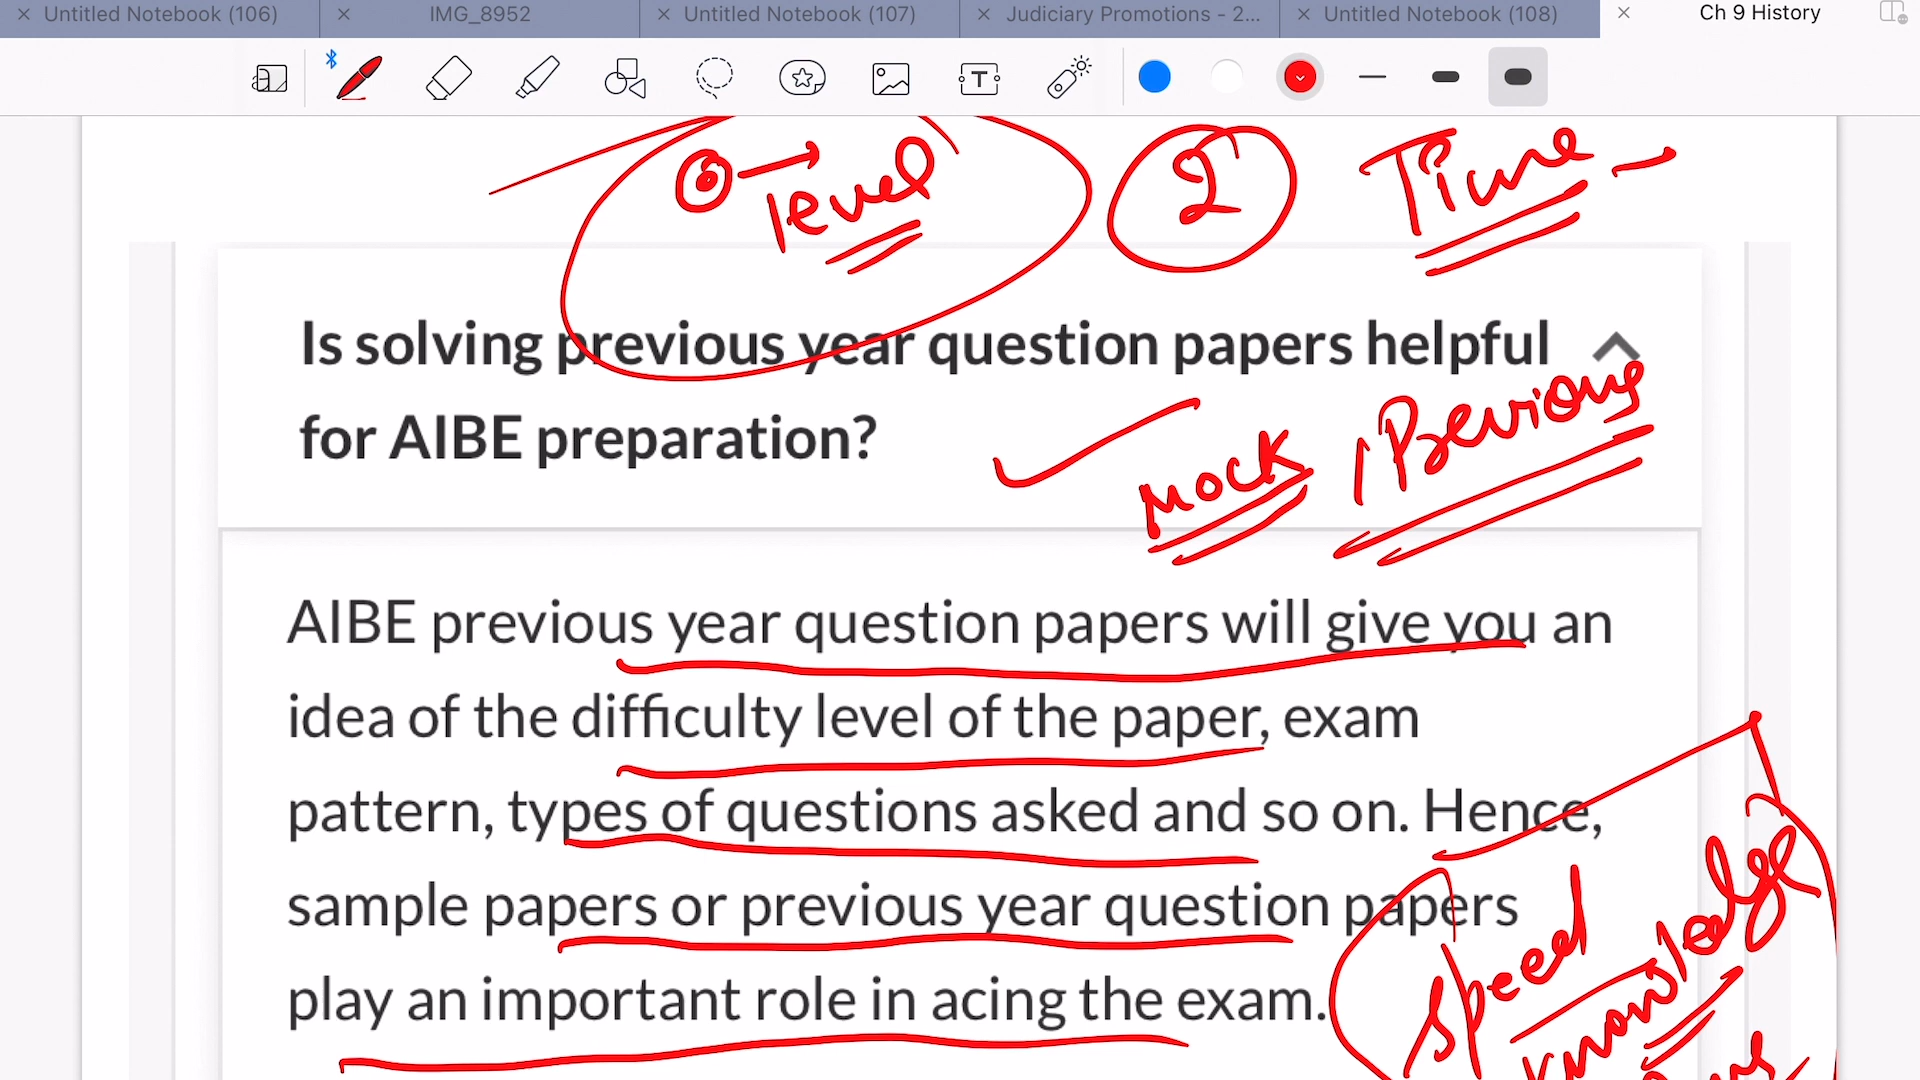 Untitled Notebook (106)
IMG_8952
Untitled Notebook (107)
Judiciary Promotions - 2...
Untitled Notebook (108)
Ch 9 History
level
2
Time
Is solving previous year question papers helpful
for AIBE preparation?
Mock / Previous
AIBE previous year question papers will give you an
idea of the difficulty level of the paper, exam
pattern, types of questions asked and so on. Hence,
sample papers or previous year question papers
play an important role in acing the exam.
Speed
knowledge